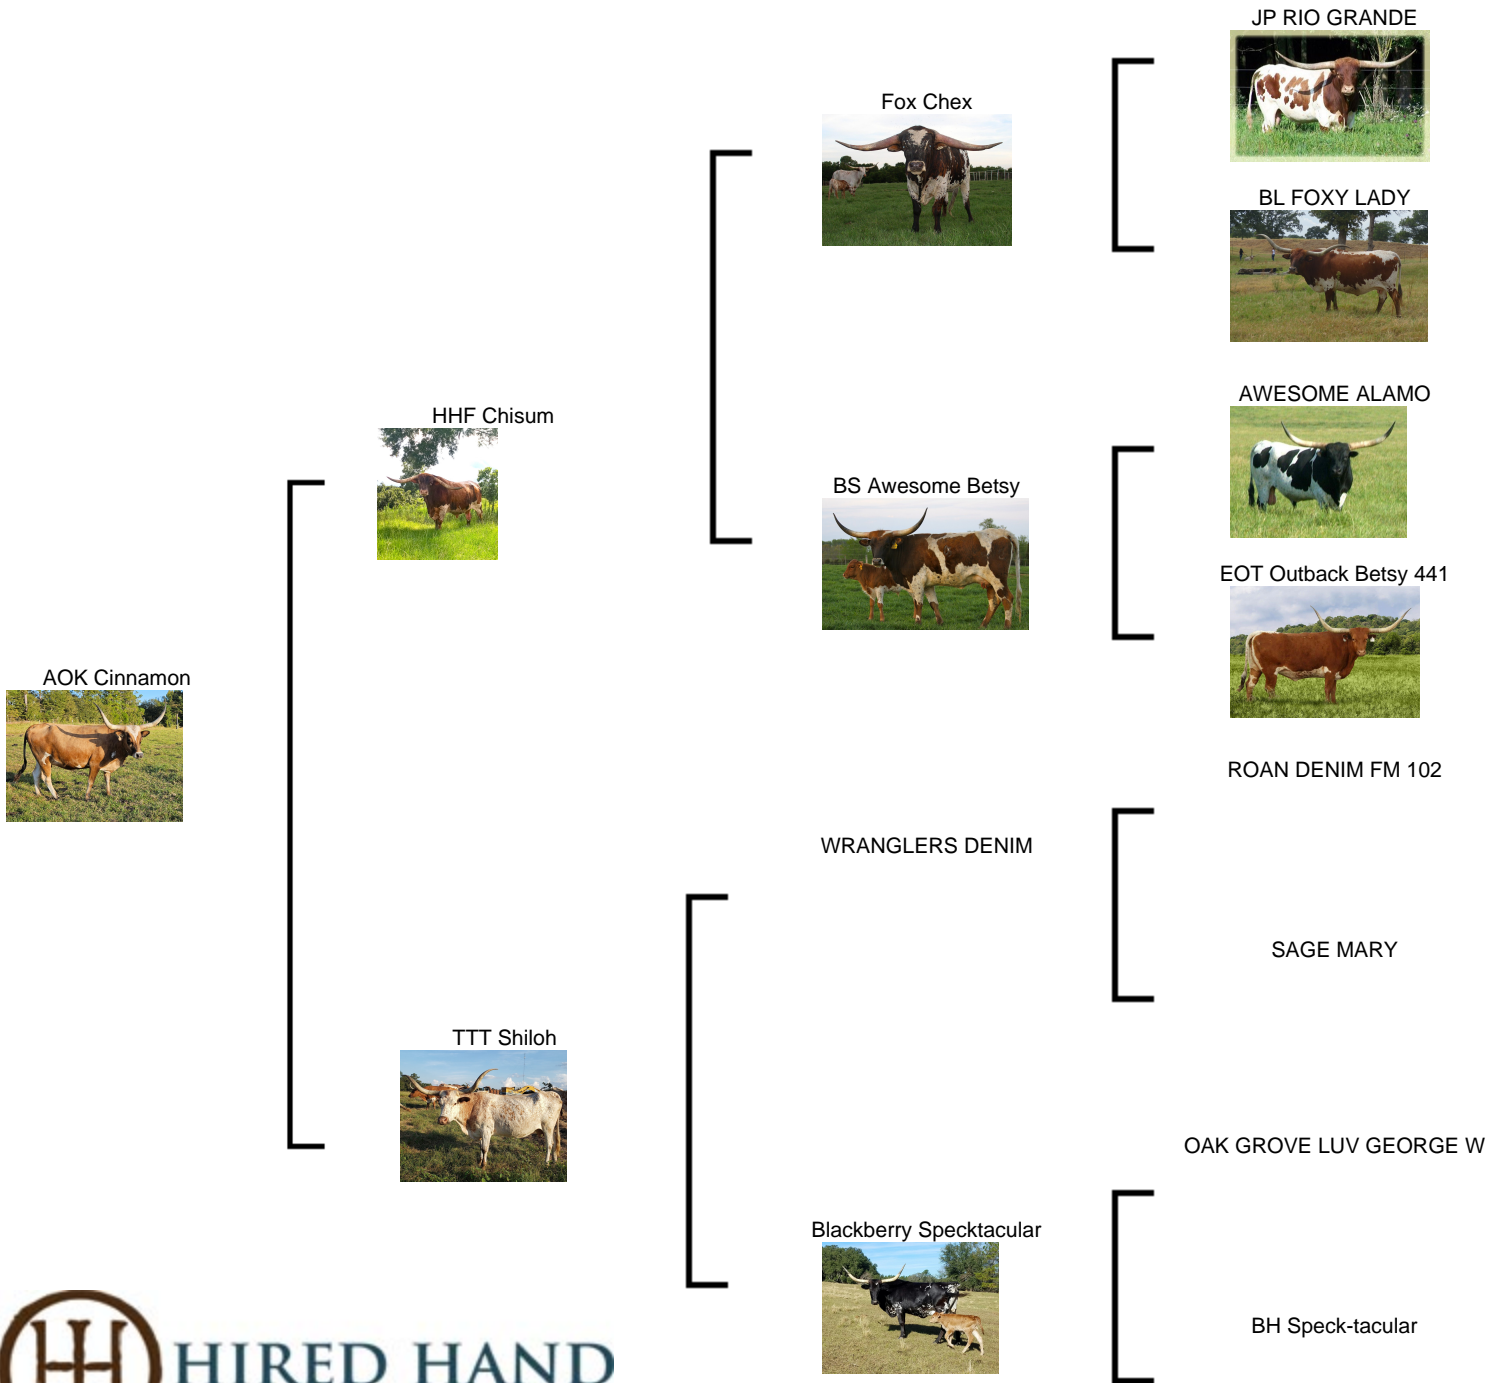 JP RIO GRANDE
Fox Chex
BL FOXY LADY
AWESOME ALAMO
HHF Chisum
BS Awesome Betsy
EOT Outback Betsy 441
AOK Cinnamon
ROAN DENIM FM 102
WRANGLERS DENIM
SAGE MARY
TTT Shiloh
OAK GROVE LUV GEORGE W
Blackberry Specktacular
BH Speck-tacular
HIRED HAND